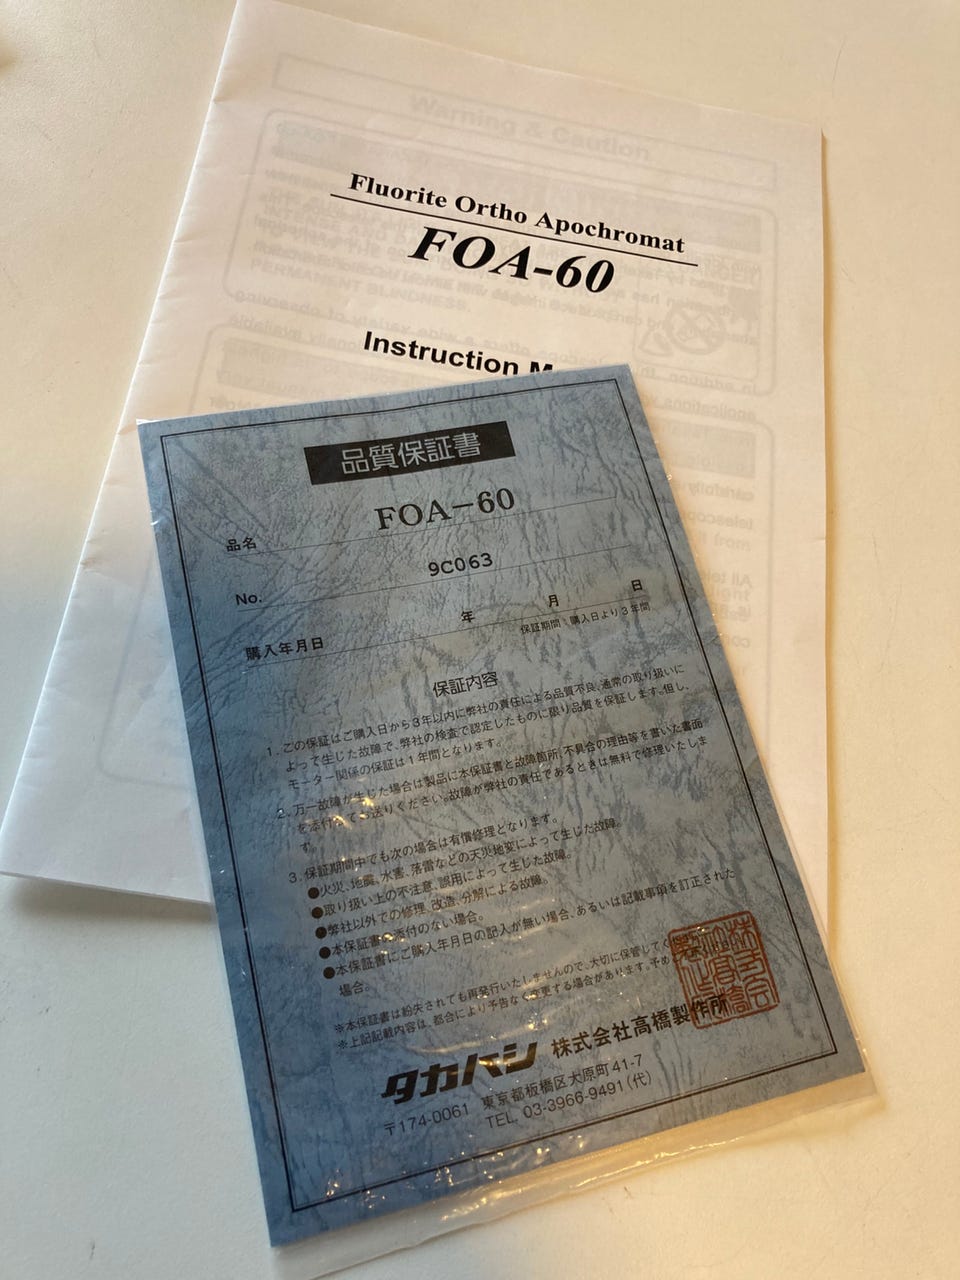 Warning & Caution
Fluorite Ortho Apochromat
FOA-60
PERMANENT BLINDNESS.
Instruction M
品質保証書
品名 FOA−60
No. 9C063
購入年月日 年 月 日
保証期間：購入日より3年間
保証内容
1．この保証はご購入日から3年以内に弊社の責任による品質不良、通常の取り扱いに
よって生じた故障で、弊社の検査で認定したものに限り品質を保証します。但し、
モーター関係の保証は1年間となります。
2．万一故障が生じた場合は製品に本保証書と故障箇所、不具合の理由等を書いた書面
を添付してお送りください。故障が弊社の責任であるときは無料で修理いたしま
す。
3．保証期間中でも次の場合は有償修理となります。
●火災、地震、水害、落雷などの天災地変によって生じた故障。
●取り扱い上の不注意、誤用によって生じた故障。
●弊社以外での修理、改造、分解による故障。
●本保証書の添付のない場合。
●本保証書にご購入年月日の記入が無い場合、あるいは記載事項を訂正された
場合。
※本保証書は紛失されても再発行いたしませんので、大切に保管してく
※上記記載内容は、都合により予告なく変更する場合があります。予め
タカハシ 株式会社高橋製作所
〒174-0061 東京都板橋区大原町41-7
TEL. 03-3966-9491（代）